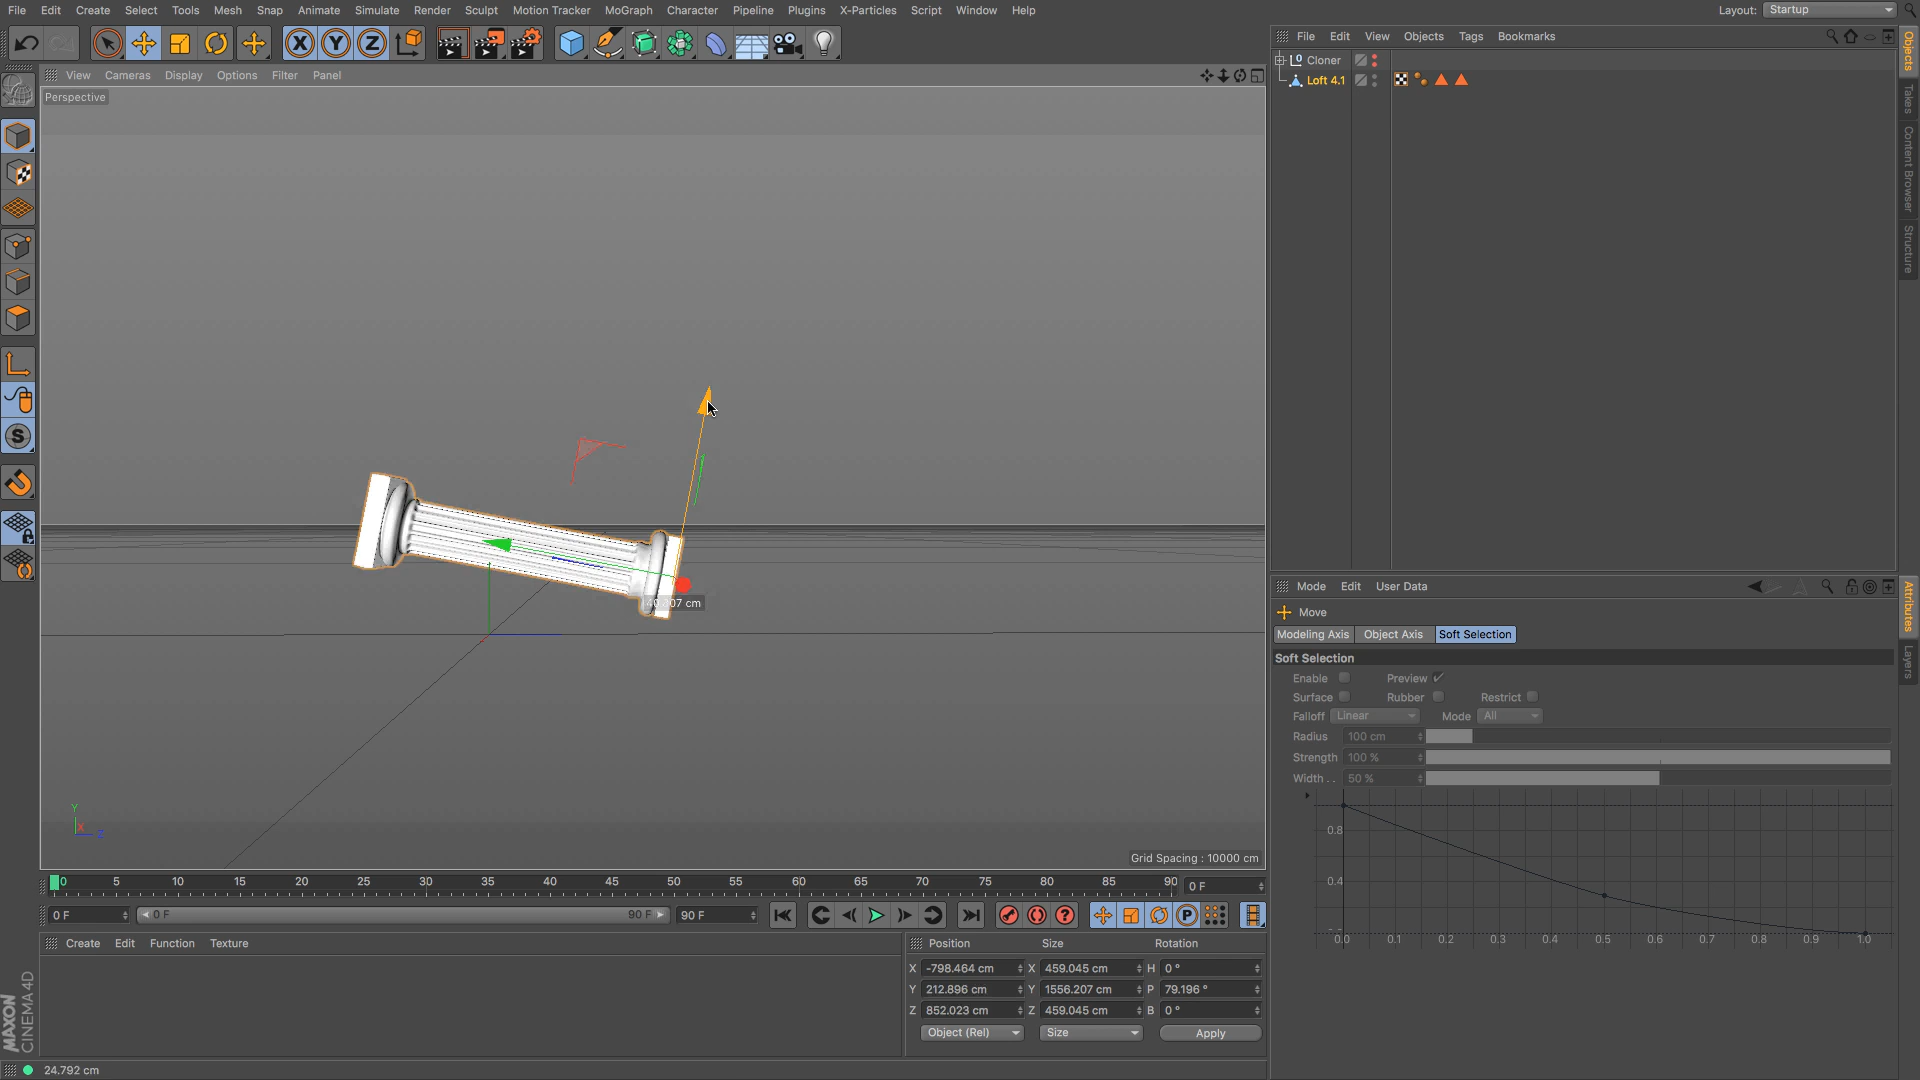 File Edit Create Select Tools Mesh Snap Animate Simulate Render Sculpt Motion Tracker MoGraph Character Pipeline Plugins X-Particles Script Window Help Layout: Startup
File Edit View Objects Tags Bookmarks
Cloner
Loft 4.1
View Cameras Display Options Filter Panel
Perspective
07 cm
Y
X
Z
Grid Spacing : 10000 cm
0 5 10 15 20 25 30 35 40 45 50 55 60 65 70 75 80 85 90 0 F
0 F 0 F 90 F 90 F
Create Edit Function Texture
Position Size Rotation
X -798.464 cm X 459.045 cm H 0 °
Y 212.896 cm Y 1556.207 cm P 79.196 °
Z 852.023 cm Z 459.045 cm B 0 °
Object (Rel) Size Apply
MAXON
CINEMA 4D
24.792 cm
Objects
Takes
Content Browser
Structure
Mode Edit User Data
Move
Modeling Axis Object Axis Soft Selection
Soft Selection
Enable Preview
Surface Rubber Restrict
Falloff Linear Mode All
Radius 100 cm
Strength 100 %
Width . . 50 %
0.8
0.4
0.0 0.1 0.2 0.3 0.4 0.5 0.6 0.7 0.8 0.9 1.0
Attributes
Layers